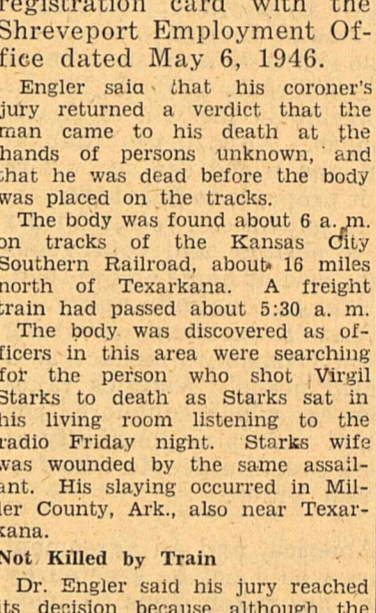 registration card with the
Shreveport Employment Of-
fice dated May 6, 1946.
Engler said that his coroner's
jury returned a verdict that the
man came to his death at the
hands of persons unknown, and
that he was dead before the body
was placed on the tracks.
The body was found about 6 a. m.
on tracks of the Kansas City
Southern Railroad, about 16 miles
north of Texarkana. A freight
train had passed about 5:30 a. m.
The body was discovered as of-
ficers in this area were searching
for the person who shot Virgil
Starks to death as Starks sat in
his living room listening to the
radio Friday night. Starks wife
was wounded by the same assail-
ant. His slaying occurred in Mil-
ler County, Ark., also near Texar-
kana.
Not Killed by Train
Dr. Engler said his jury reached
its decision because although the